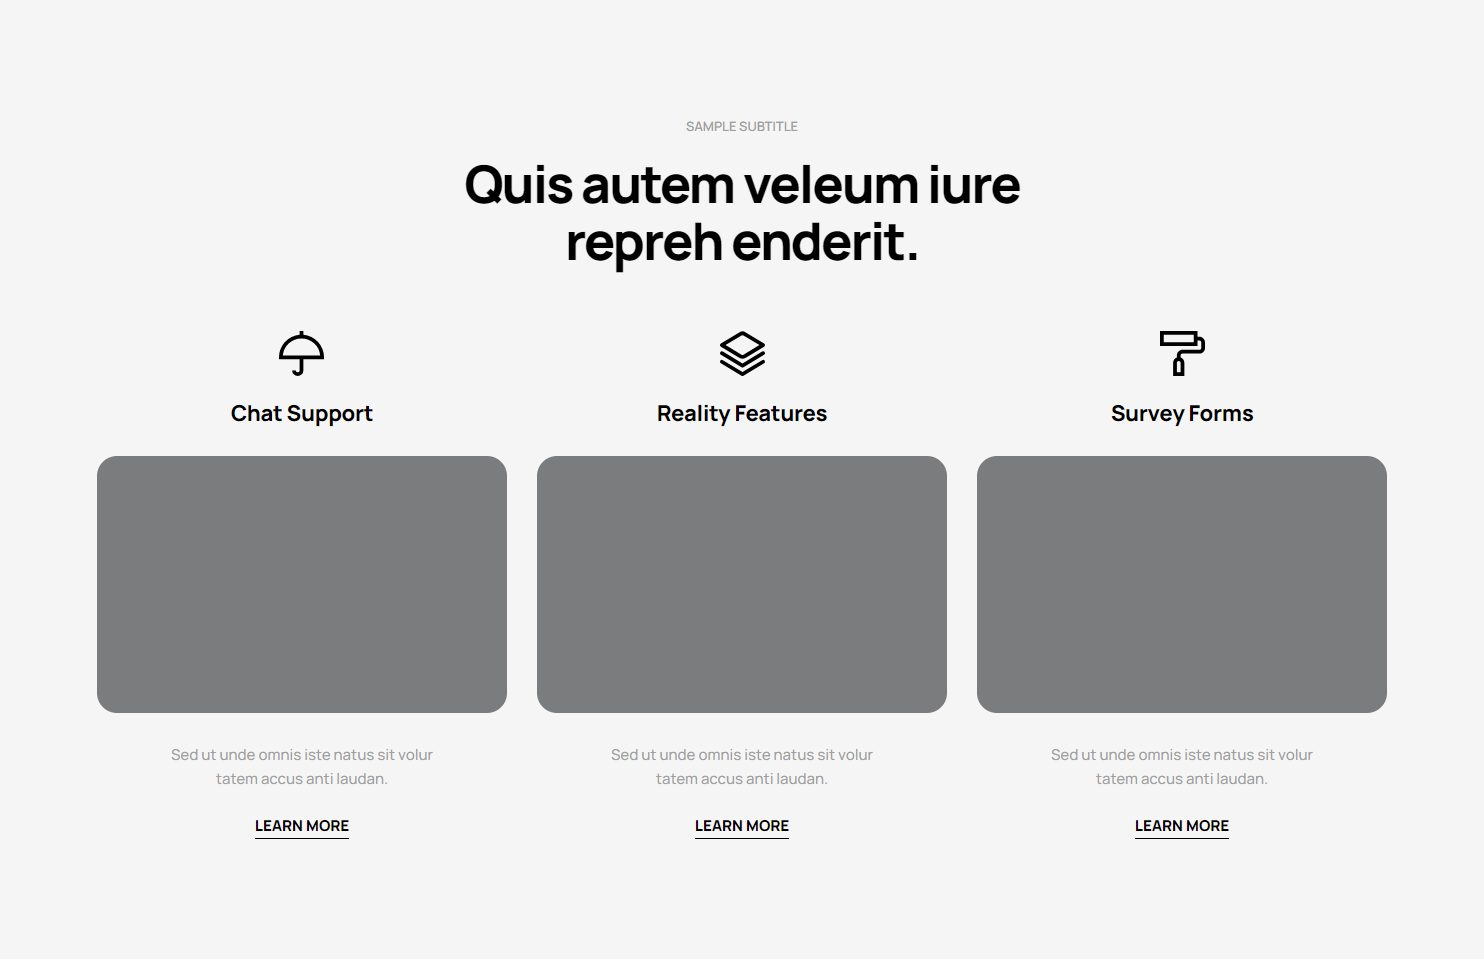 SAMPLE SUBTITLE
Quis autem veleum iure
repreh enderit.
Chat Support
Reality Features
Survey Forms
Sed ut unde omnis iste natus sit volur
tatem accus anti laudan.
Sed ut unde omnis iste natus sit volur
tatem accus anti laudan.
Sed ut unde omnis iste natus sit volur
tatem accus anti laudan.
LEARN MORE
LEARN MORE
LEARN MORE